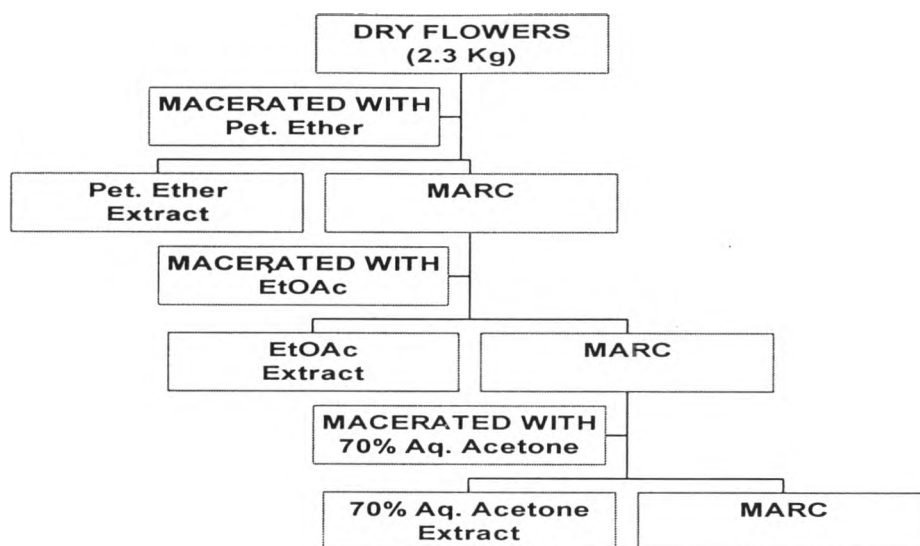 DRY FLOWERS
(2.3 Kg)
MACERATED WITH
Pet. Ether
Pet. Ether
Extract
MARC
MACERATED WITH
EtOAc
EtOAc
Extract
MARC
MACERATED WITH
70% Aq. Acetone
70% Aq. Acetone
Extract
MARC